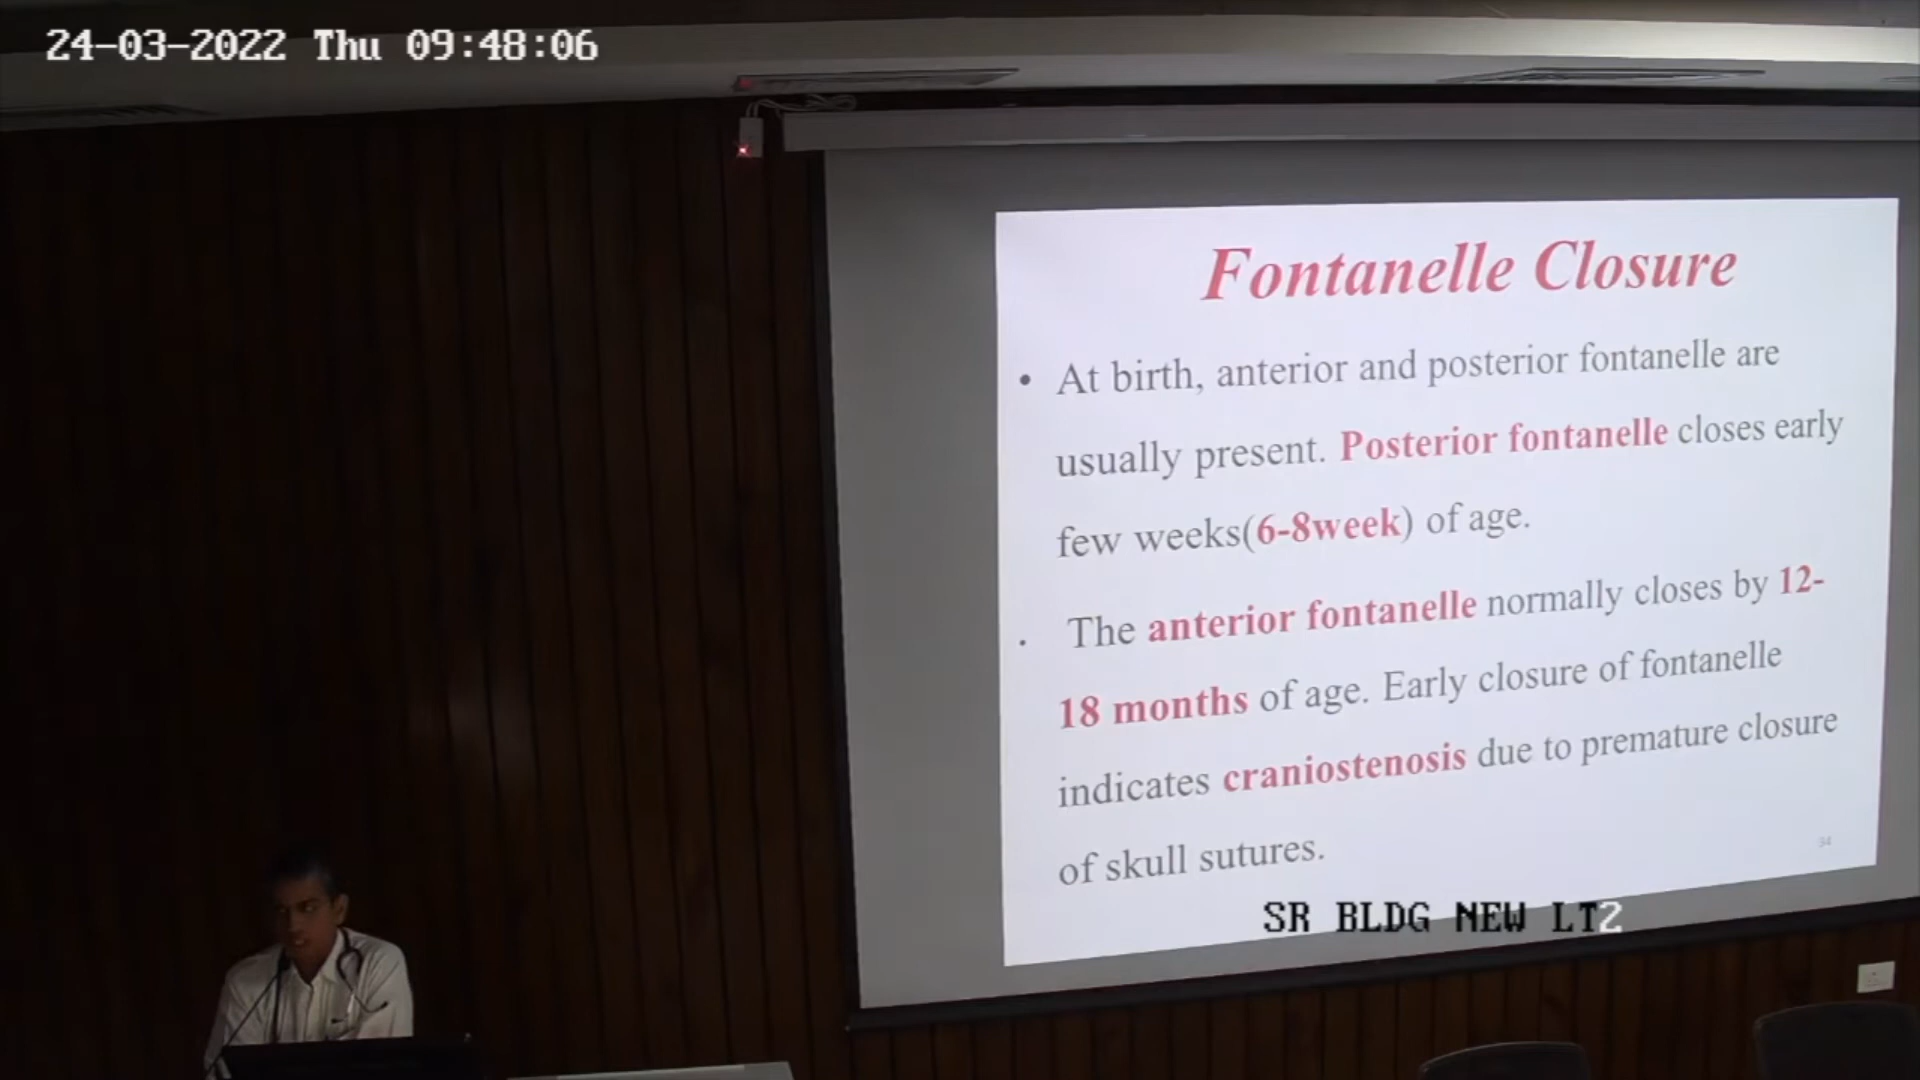 24-03-2022 Thu 09:48:06
Fontanelle Closure
• At birth, anterior and posterior fontanelle are
usually present. Posterior fontanelle closes early
few weeks(6-8week) of age.
. The anterior fontanelle normally closes by 12-
18 months of age. Early closure of fontanelle
indicates craniostenosis due to premature closure
of skull sutures.
34
SR BLDG NEW LT2